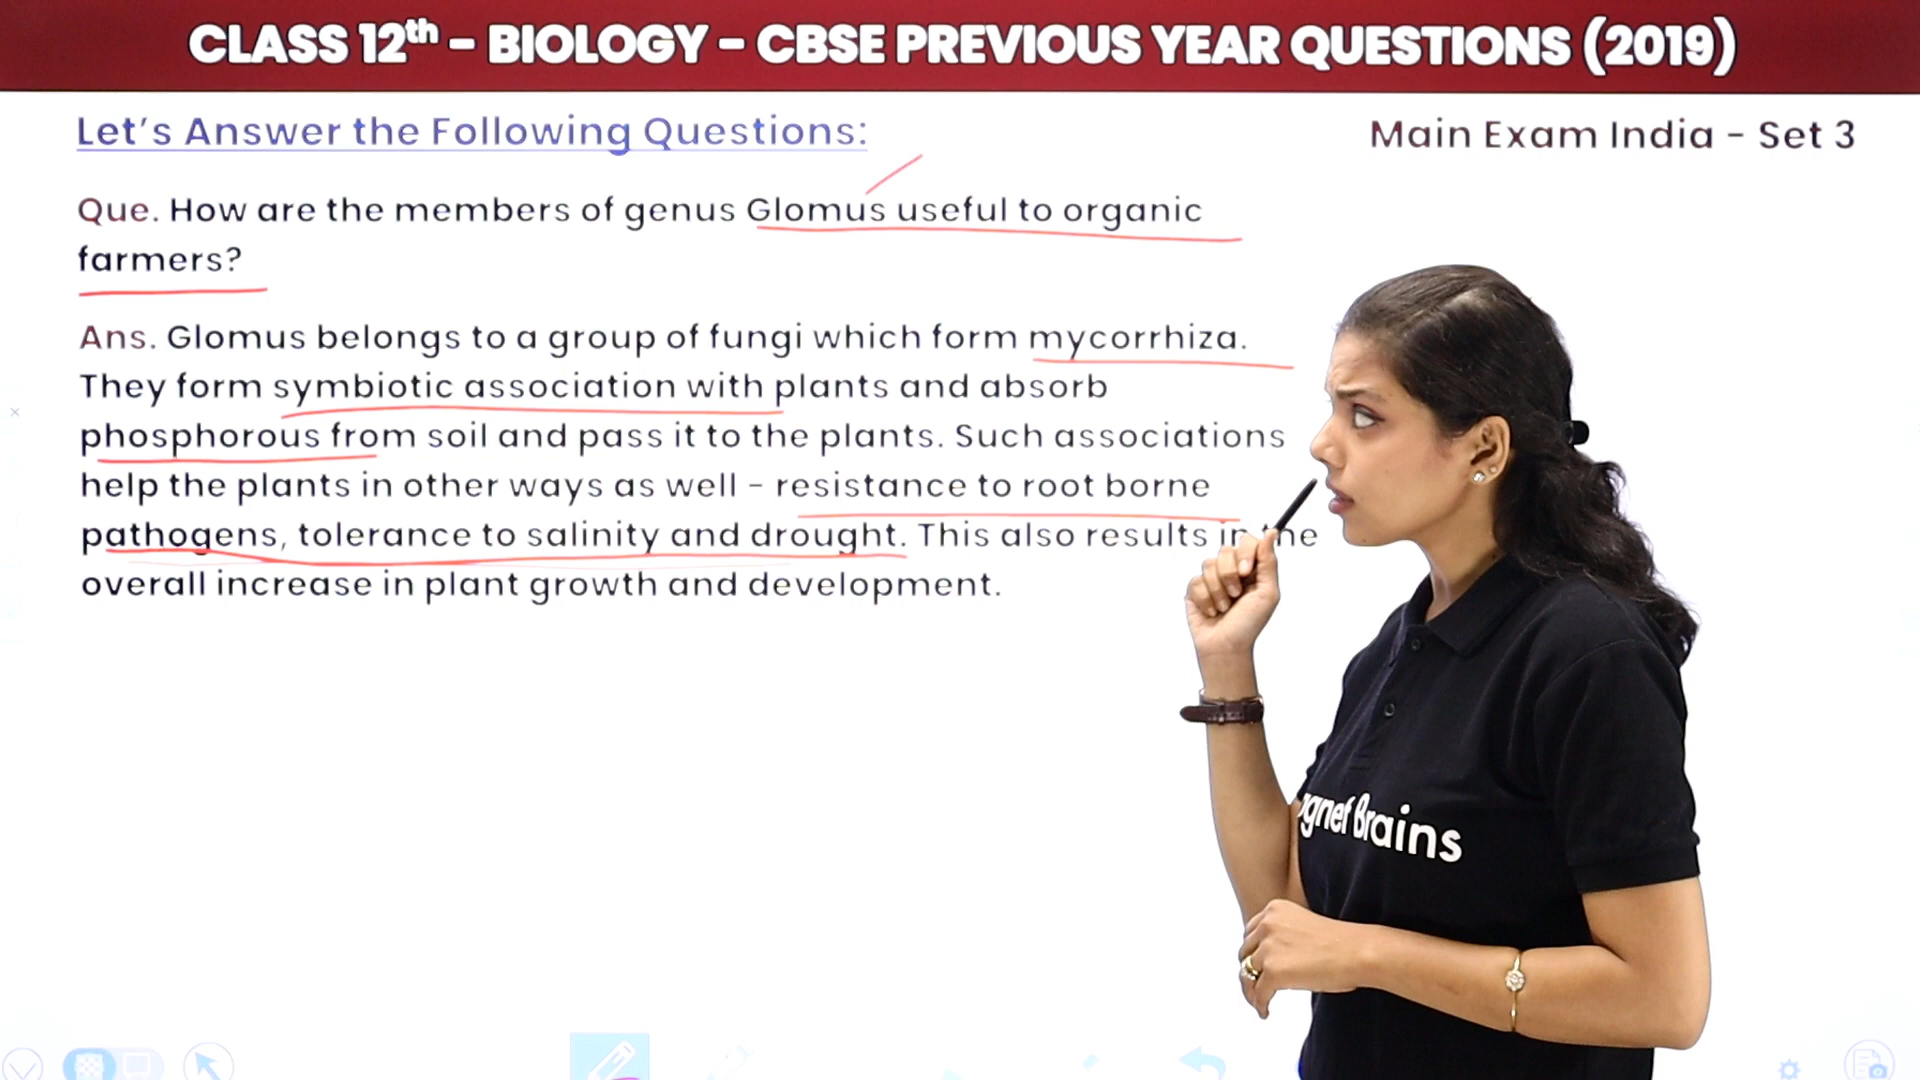 CLASS 12th - BIOLOGY - CBSE PREVIOUS YEAR QUESTIONS (2019)
Let's Answer the Following Questions:
Main Exam India - Set 3
Que. How are the members of genus Glomus useful to organic
farmers?
Ans. Glomus belongs to a group of fungi which form mycorrhiza.
They form symbiotic association with plants and absorb
phosphorous from soil and pass it to the plants. Such associations
help the plants in other ways as well - resistance to root borne
pathogens, tolerance to salinity and drought. This also results in the
overall increase in plant growth and development.
Brains